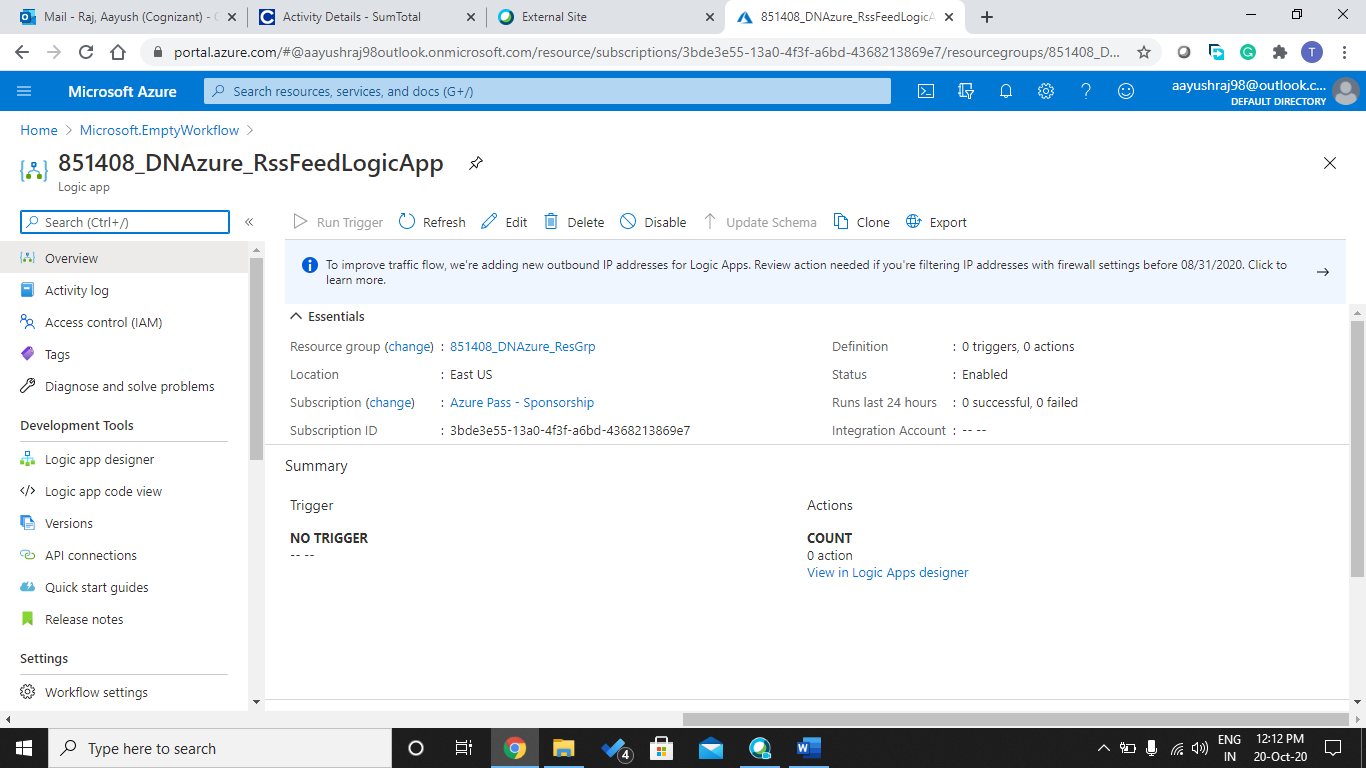 Mail - Raj, Aayush (Cognizant) - O
Activity Details - SumTotal
External Site
851408_DNAzure_RssFeedLogicA
portal.azure.com/#@aayushraj98outlook.onmicrosoft.com/resource/subscriptions/3bde3e55-13a0-4f3f-a6bd-4368213869e7/resourcegroups/851408_D...
T
Microsoft Azure
Search resources, services, and docs (G+/)
aayushraj98@outlook.c...
DEFAULT DIRECTORY
Home > Microsoft.EmptyWorkflow >
851408_DNAzure_RssFeedLogicApp
Logic app
Search (Ctrl+/)
«
Run Trigger
Refresh
Edit
Delete
Disable
Update Schema
Clone
Export
Overview
Activity log
Access control (IAM)
Tags
Diagnose and solve problems
Development Tools
Logic app designer
Logic app code view
Versions
API connections
Quick start guides
Release notes
Settings
Workflow settings
To improve traffic flow, we're adding new outbound IP addresses for Logic Apps. Review action needed if you're filtering IP addresses with firewall settings before 08/31/2020. Click to
learn more.
Essentials
Resource group (change) : 851408_DNAzure_ResGrp
Location : East US
Subscription (change) : Azure Pass - Sponsorship
Subscription ID : 3bde3e55-13a0-4f3f-a6bd-4368213869e7
Definition : 0 triggers, 0 actions
Status : Enabled
Runs last 24 hours : 0 successful, 0 failed
Integration Account : -- --
Summary
Trigger
NO TRIGGER
-- --
Actions
COUNT
0 action
View in Logic Apps designer
Type here to search
4
ENG
IN
12:12 PM
20-Oct-20